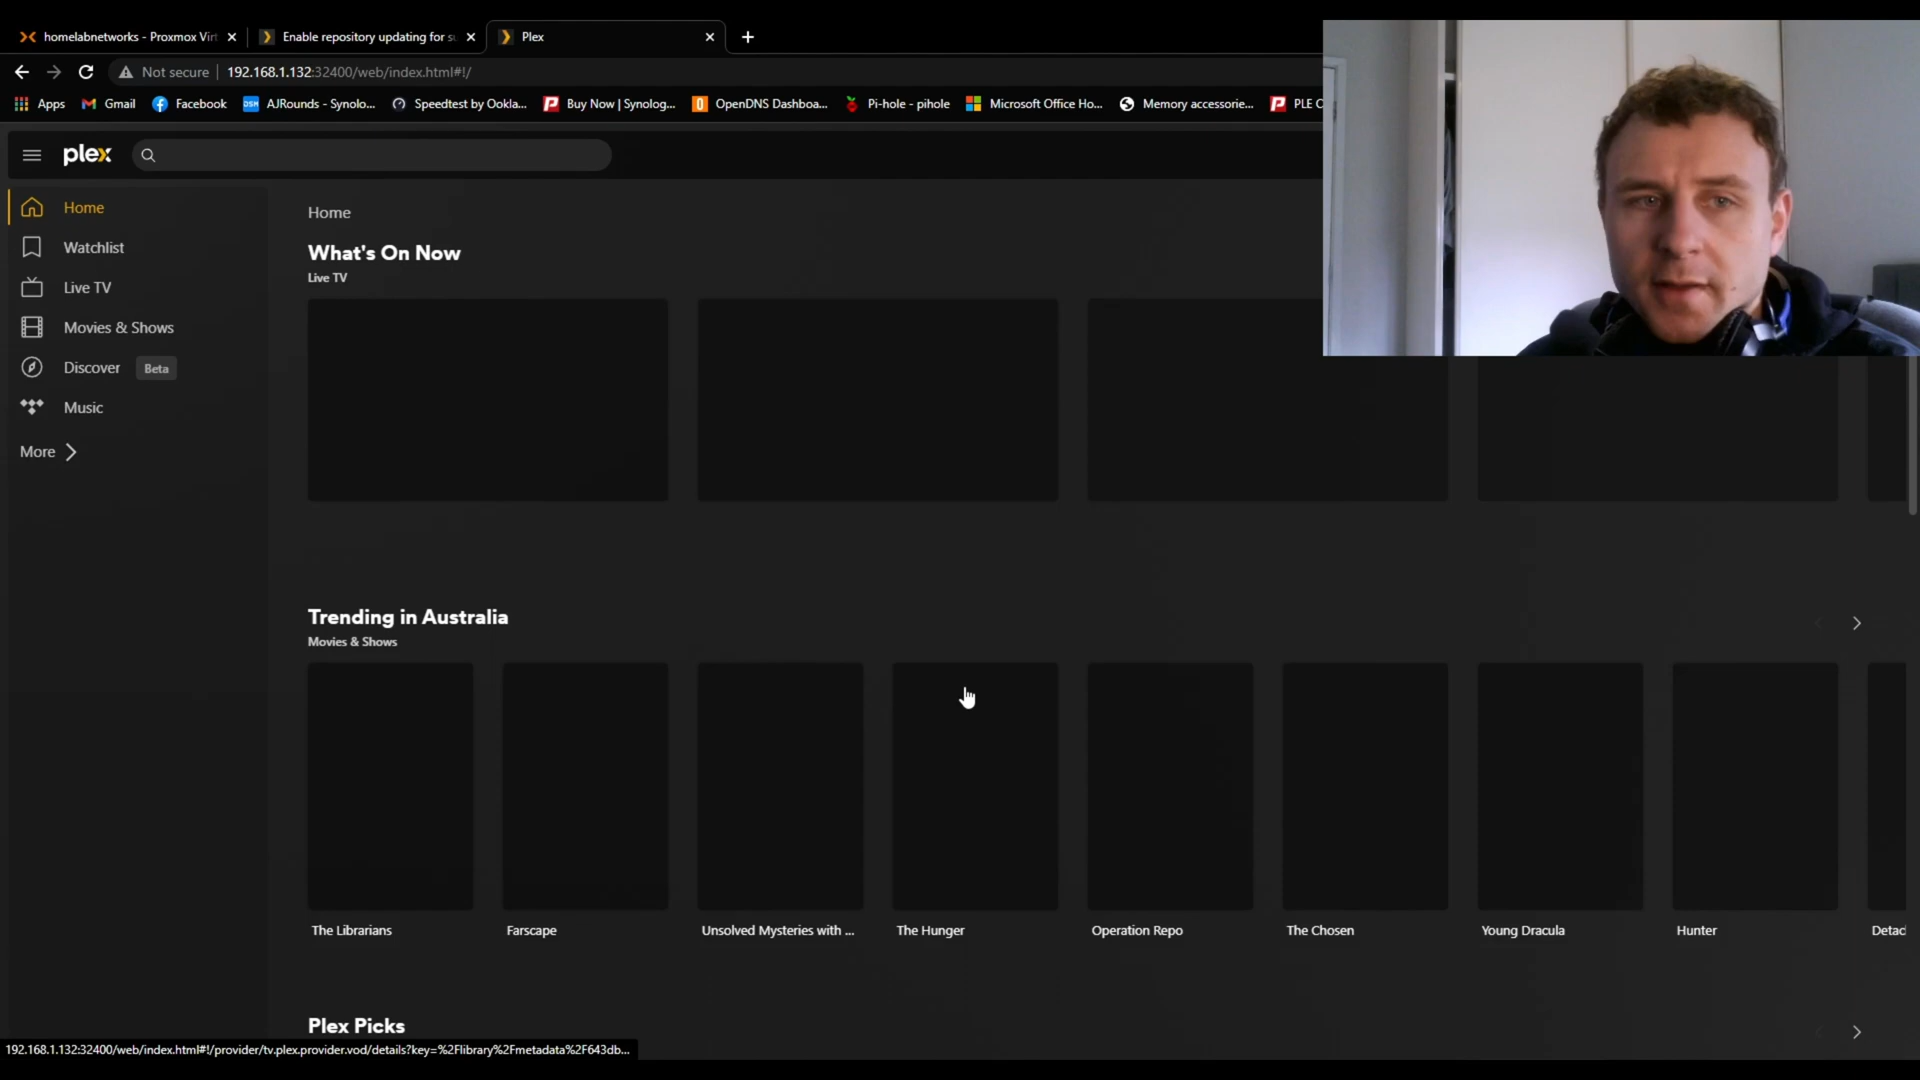 homelabnetworks - Proxmox Virt
Enable repository updating for su
Plex
Not secure
192.168.1.132:32400/web/index.html#!/
Apps
Gmail
Facebook
DSM
AJRounds - Synolo...
Speedtest by Ookla...
Buy Now | Synolog...
OpenDNS Dashboa...
Pi-hole - pihole
Microsoft Office Ho...
Memory accessorie...
PLE C
plex
Home
Watchlist
Live TV
Movies & Shows
Discover Beta
Music
More
Home
What's On Now
Live TV
Trending in Australia
Movies & Shows
The Librarians
Farscape
Unsolved Mysteries with ...
The Hunger
Operation Repo
The Chosen
Young Dracula
Hunter
Detac
Plex Picks
192.168.1.132:32400/web/index.html#!/provider/tv.plex.provider.vod/details?key=%2Flibrary%2Fmetadata%2F643db...